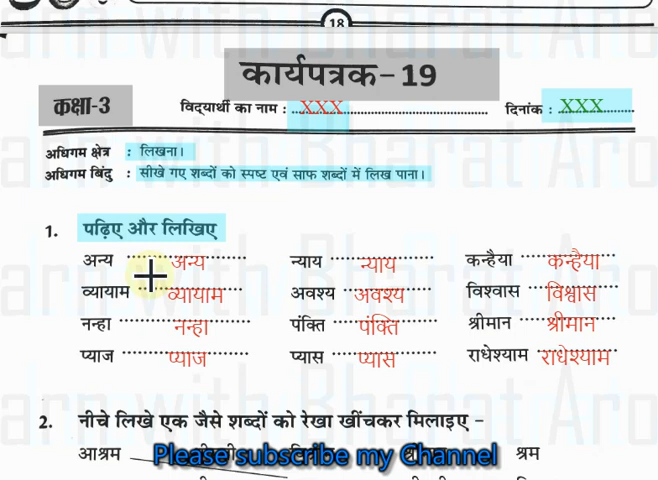 18
कार्यपत्रक- 19
कक्षा-3 विद्यार्थी का नाम : XXX दिनांक : XXX
अधिगम क्षेत्र : लिखना।
अधिगम बिंदु : सीखे गए शब्दों को स्पष्ट एवं साफ शब्दों में लिख पाना।
1. पढ़िए और लिखिए
अन्य अन्य न्याय न्याय कन्हैया कन्हैया
व्यायाम व्यायाम अवश्य अवश्य विश्वास विश्वास
नन्हा नन्हा पंक्ति पंक्ति श्रीमान श्रीमान
प्याज प्याज प्यास प्यास राधेश्याम राधेश्याम
2. नीचे लिखे एक जैसे शब्दों को रेखा खींचकर मिलाइए -
आश्रम श्रम
Please subscribe my Channel